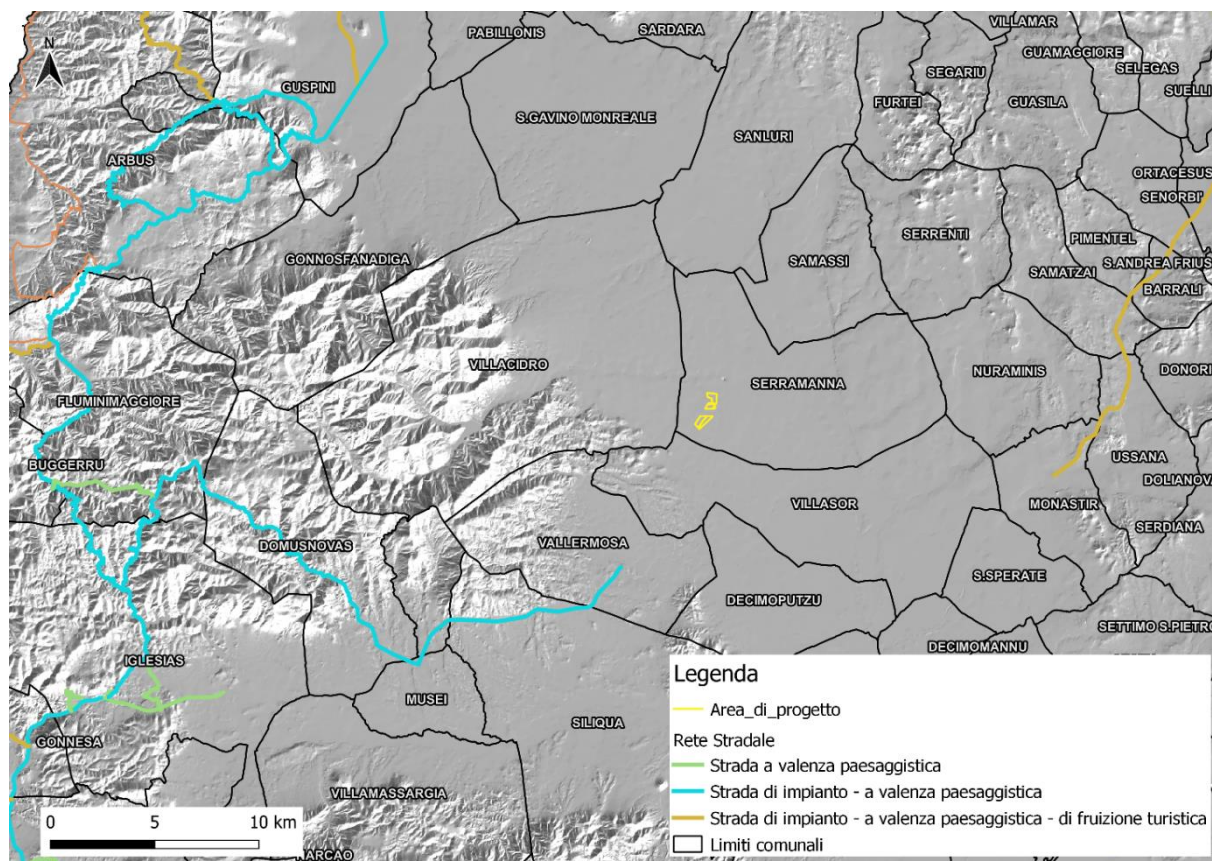 N
PABILLONIS
SARDARA
VILLAMAR
GUAMAGGIORE
SELEGAS
SEGARIU
SUELLI
GUSPINI
FURTEI
GUASILA
S.GAVINO MONREALE
SANLURI
ARBUS
ORTACESUS
SENORBI'
SERRENTI
PIMENTEL
GONNOSFANADIGA
SAMASSI
SAMATZAI
S.ANDREA FRIUS
BARRALI
VILLACIDRO
SERRAMANNA
NURAMINIS
DONORI
FLUMINIMAGGIORE
USSANA
BUGGERRU
DOLIANOVA
VILLASOR
MONASTIR
SERDIANA
DOMUSNOVAS
VALLERMOSA
S.SPERATE
DECIMOPUTZU
SETTIMO S.PIETRO
DECIMOMANNU
IGLESIAS
MUSEI
SILIQUA
GONNESA
VILLAMASSARGIA
NARCAO
0 5 10 km
Legenda
Area_di_progetto
Rete Stradale
Strada a valenza paesaggistica
Strada di impianto - a valenza paesaggistica
Strada di impianto - a valenza paesaggistica - di fruizione turistica
Limiti comunali